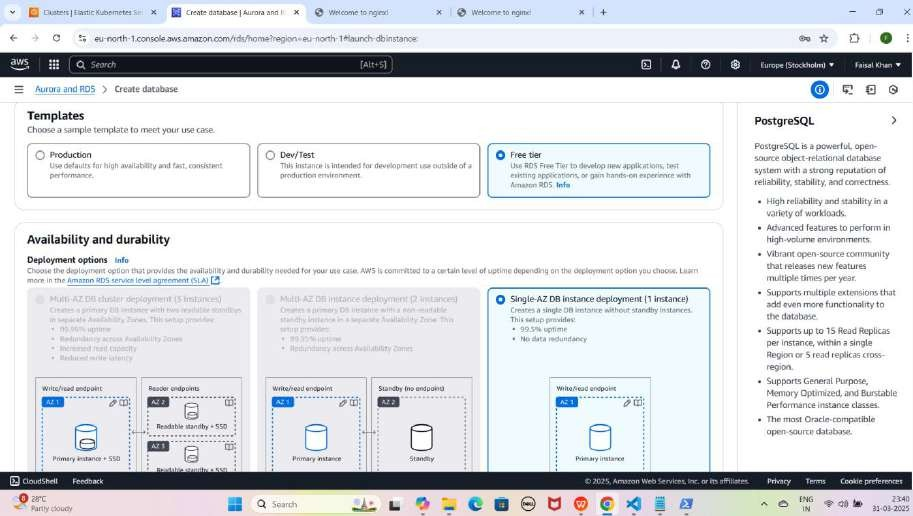 Clusters | Elastic Kubernetes Ser
Create database | Aurora and R
Welcome to nginx!
Welcome to nginx!
eu-north-1.console.aws.amazon.com/rds/home?region=eu-north-1#launch-dbinstance:
F
aws
Search
[Alt+S]
Europe (Stockholm)
Faisal Khan
Aurora and RDS
Create database
Templates
Choose a sample template to meet your use case.
Production
Use defaults for high availability and fast, consistent
performance.
Dev/Test
This instance is intended for development use outside of a
production environment.
Free tier
Use RDS Free Tier to develop new applications, test
existing applications, or gain hands-on experience with
Amazon RDS. Info
Availability and durability
Deployment options Info
Choose the deployment option that provides the availability and durability needed for your use case. AWS is committed to a certain level of uptime depending on the deployment option you choose. Learn
more in the Amazon RDS service level agreement (SLA)
Multi-AZ DB cluster deployment (3 instances)
Creates a primary DB instance with two readable standbys
in separate Availability Zones. This setup provides:
• 99.95% uptime
• Redundancy across Availability Zones
• Increased read capacity
• Reduced write latency
Write/read endpoint
AZ 1
Primary instance + SSD
Reader endpoints
AZ 2
Readable standby + SSD
AZ 3
Readable standby + SSD
Multi-AZ DB instance deployment (2 instances)
Creates a primary DB instance with a non-readable
standby instance in a separate Availability Zone. This
setup provides:
• 99.95% uptime
• Redundancy across Availability Zones
Write/read endpoint
AZ 1
Primary instance
Standby (no endpoint)
AZ 2
Standby
Single-AZ DB instance deployment (1 instance)
Creates a single DB instance without standby instances.
This setup provides:
• 99.5% uptime
• No data redundancy
Write/read endpoint
AZ 1
Primary instance
PostgreSQL
PostgreSQL is a powerful, open-
source object-relational database
system with a strong reputation of
reliability, stability, and correctness.
• High reliability and stability in a
variety of workloads.
• Advanced features to perform in
high-volume environments.
• Vibrant open-source community
that releases new features
multiple times per year.
• Supports multiple extensions that
add even more functionality to
the database.
• Supports up to 15 Read Replicas
per instance, within a single
Region or 5 read replicas cross-
region.
• Supports General Purpose,
Memory Optimized, and Burstable
Performance instance classes.
• The most Oracle-compatible
open-source database.
CloudShell
Feedback
© 2025, Amazon Web Services, Inc. or its affiliates.
Privacy
Terms
Cookie preferences
28°C
Partly cloudy
Search
DELL
ENG
IN
23:40
31-03-2025